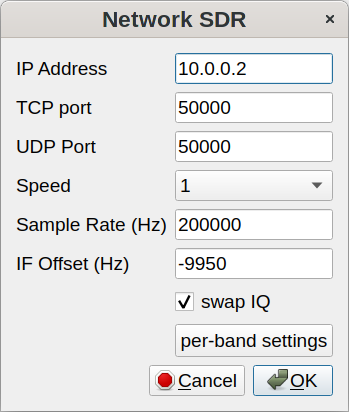 Network SDR ×
IP Address 10.0.0.2
TCP port 50000
UDP Port 50000
Speed 1
Sample Rate (Hz) 200000
IF Offset (Hz) -9950
swap IQ
per-band settings
Cancel OK